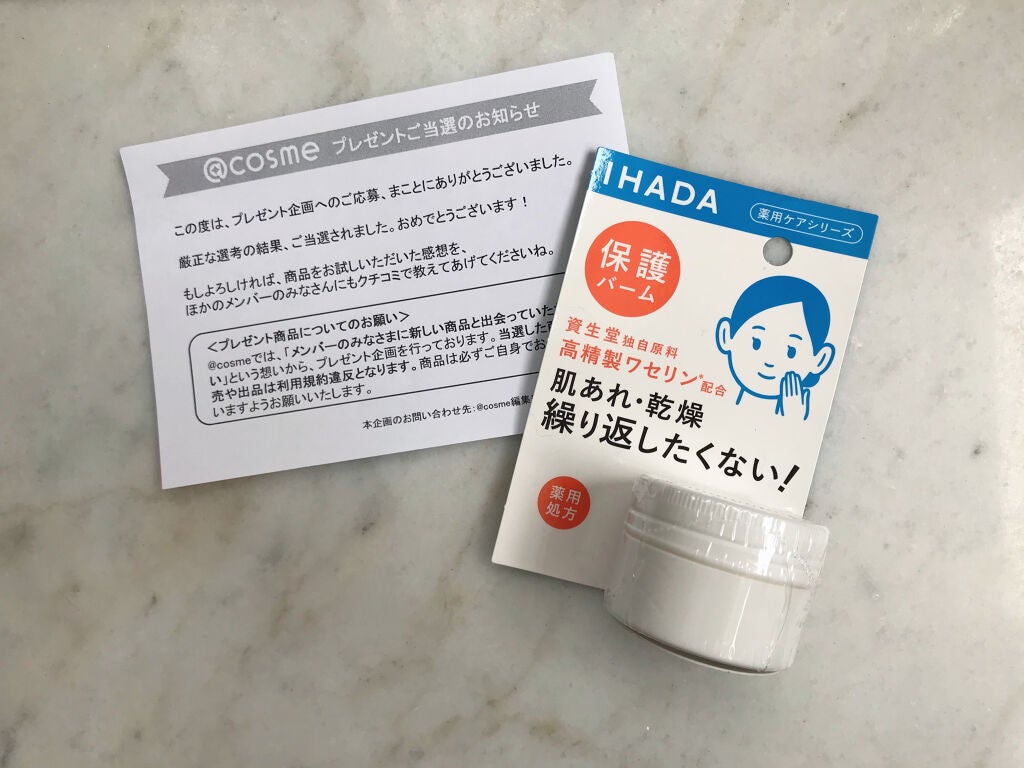 @cosme プレゼントご当選のお知らせ
この度は、プレゼント企画へのご応募、まことにありがとうございました。
厳正な選考の結果、ご当選されました。おめでとうございます！
もしよろしければ、商品をお試しいただいた感想を、
ほかのメンバーのみなさんにもクチコミで教えてあげてくださいね。
＜プレゼント商品についてのお願い＞
@cosmeでは、「メンバーのみなさまに新しい商品と出会っていた
い」という想いから、プレゼント企画を行っております。当選した
売や出品は利用規約違反となります。商品は必ずご自身でお
いますようお願いいたします。
本企画のお問い合わせ先：@cosme編集
IHADA
薬用ケアシリーズ
保護
バーム
資生堂独自原料
高精製ワセリン*配合
肌あれ・乾燥
繰り返したくない！
薬用
処方